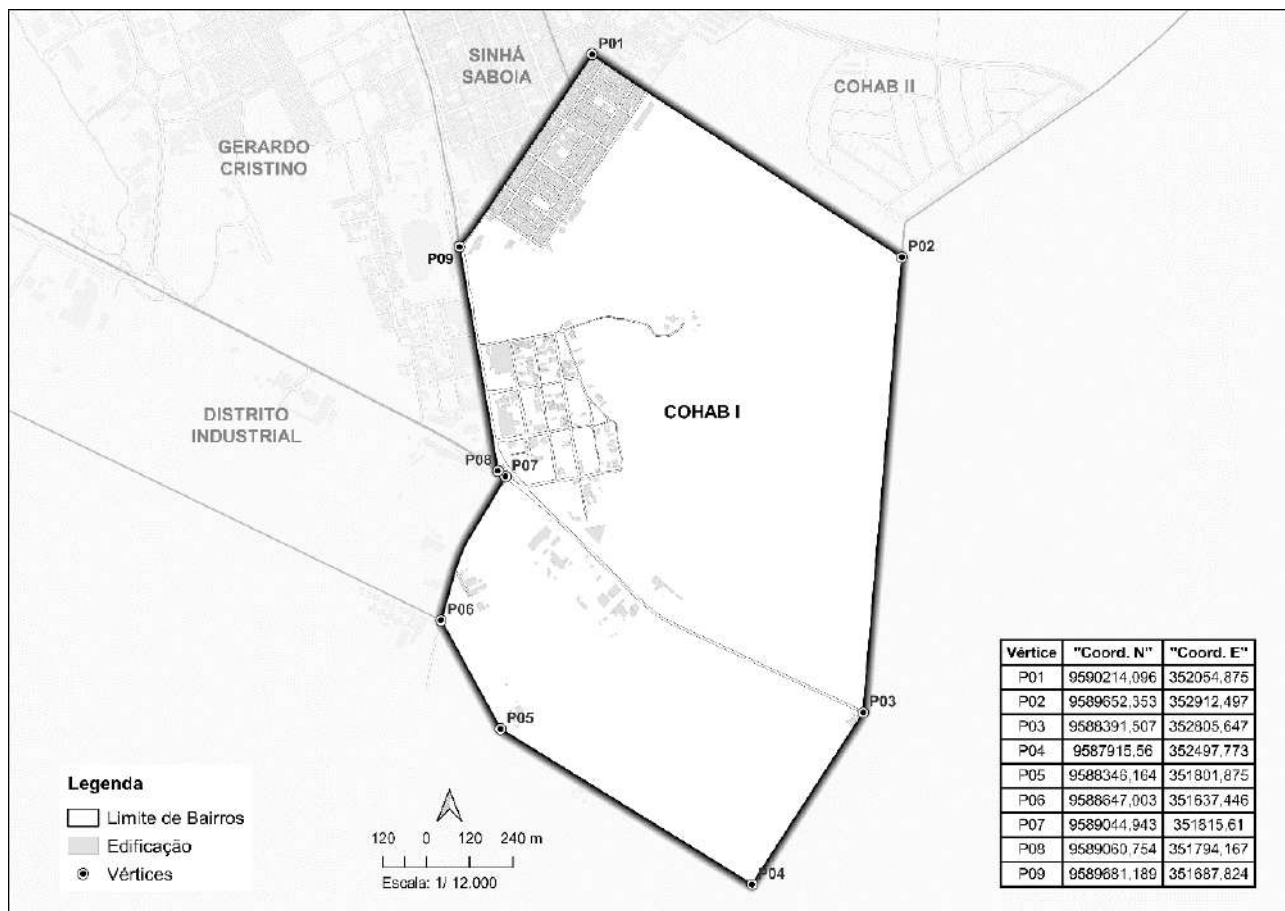 P01
SINHÁ
SABOIA
COHAB II
GERARDO
CRISTINO
P02
P09
COHAB I
DISTRITO
INDUSTRIAL
P08 P07
P06
P03
P05
P04
Legenda
Limite de Bairros
Edificação
Vértices
120 0 120 240 m
Escala: 1/ 12.000
Vértice "Coord. N" "Coord. E"
P01 9590214,096 352054,875
P02 9589652,353 352912,497
P03 9588391,507 352805,647
P04 9587915,56 352497,773
P05 9588346,164 351801,875
P06 9588647,003 351637,446
P07 9589044,943 351815,61
P08 9589060,754 351794,167
P09 9589681,189 351687,824